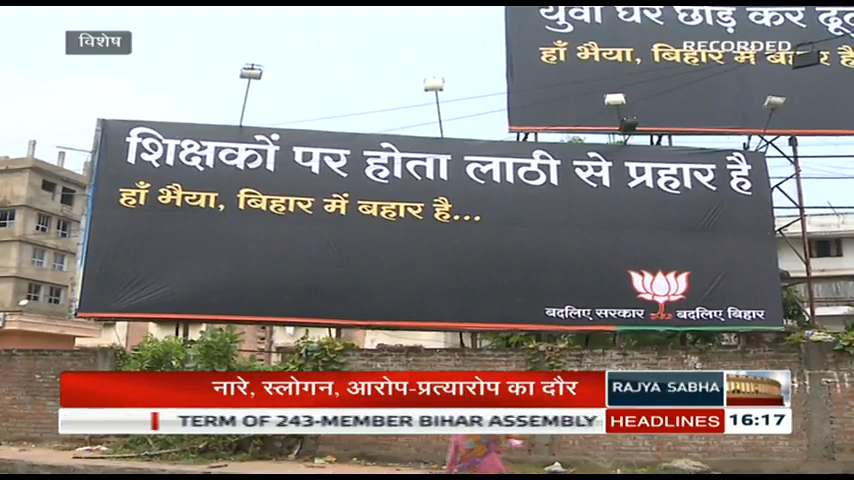 विशेष
युवा घर छोड़ कर
RECORDED
हाँ भैया, बिहार में बहार है
शिक्षकों पर होता लाठी से प्रहार है
हाँ भैया, बिहार में बहार है...
बदलिए सरकार बदलिए बिहार
नारे, स्लोगन, आरोप-प्रत्यारोप का दौर
RAJYA SABHA
TERM OF 243-MEMBER BIHAR ASSEMBLY
HEADLINES
16:17